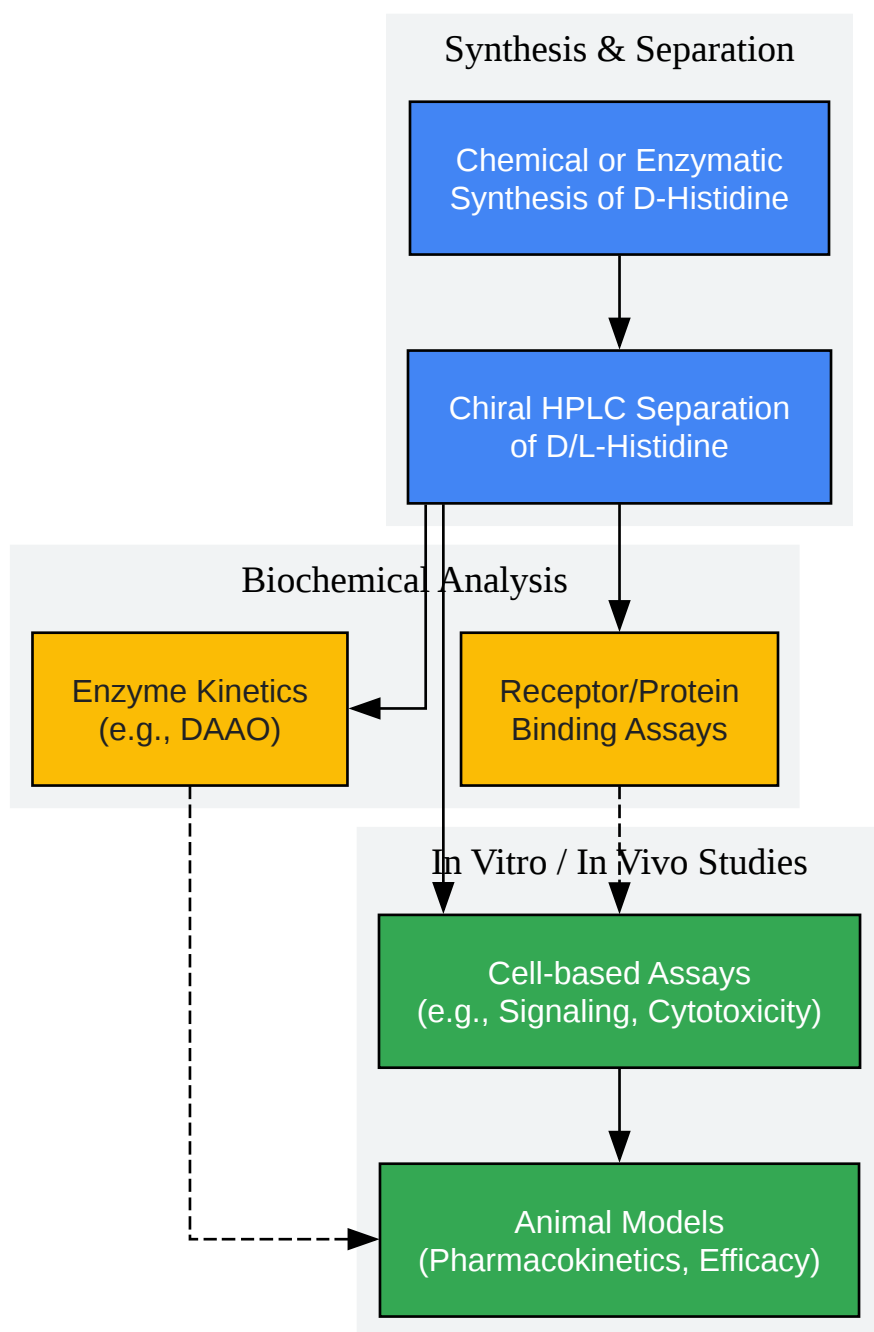 Synthesis & Separation
Chemical or Enzymatic
Synthesis of D-Histidine
Chiral HPLC Separation
of D/L-Histidine
Biochemical Analysis
Enzyme Kinetics
(e.g., DAAO)
Receptor/Protein
Binding Assays
In Vitro / In Vivo Studies
Cell-based Assays
(e.g., Signaling, Cytotoxicity)
Animal Models
(Pharmacokinetics, Efficacy)